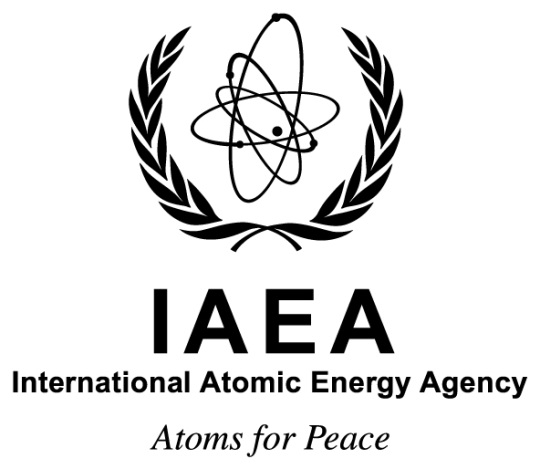 IAEA
International Atomic Energy Agency
Atoms for Peace